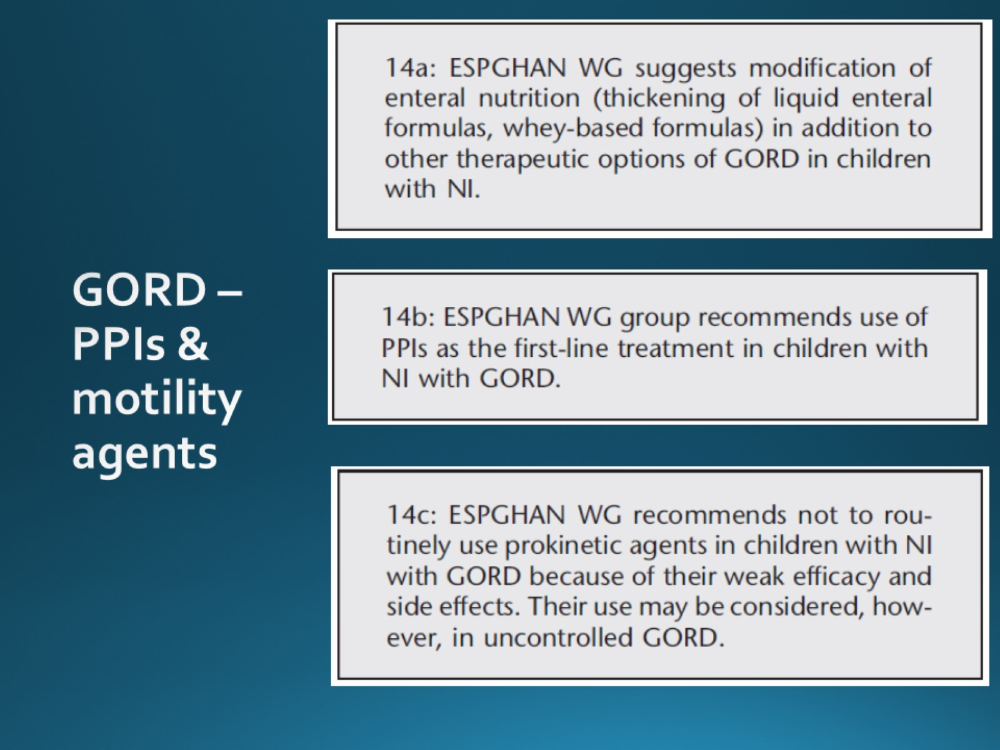 GORD –
PPIs &
motility
agents
14a: ESPGHAN WG suggests modification of
enteral nutrition (thickening of liquid enteral
formulas, whey-based formulas) in addition to
other therapeutic options of GORD in children
with NI.
14b: ESPGHAN WG group recommends use of
PPIs as the first-line treatment in children with
NI with GORD.
14c: ESPGHAN WG recommends not to rou-
tinely use prokinetic agents in children with NI
with GORD because of their weak efficacy and
side effects. Their use may be considered, how-
ever, in uncontrolled GORD.